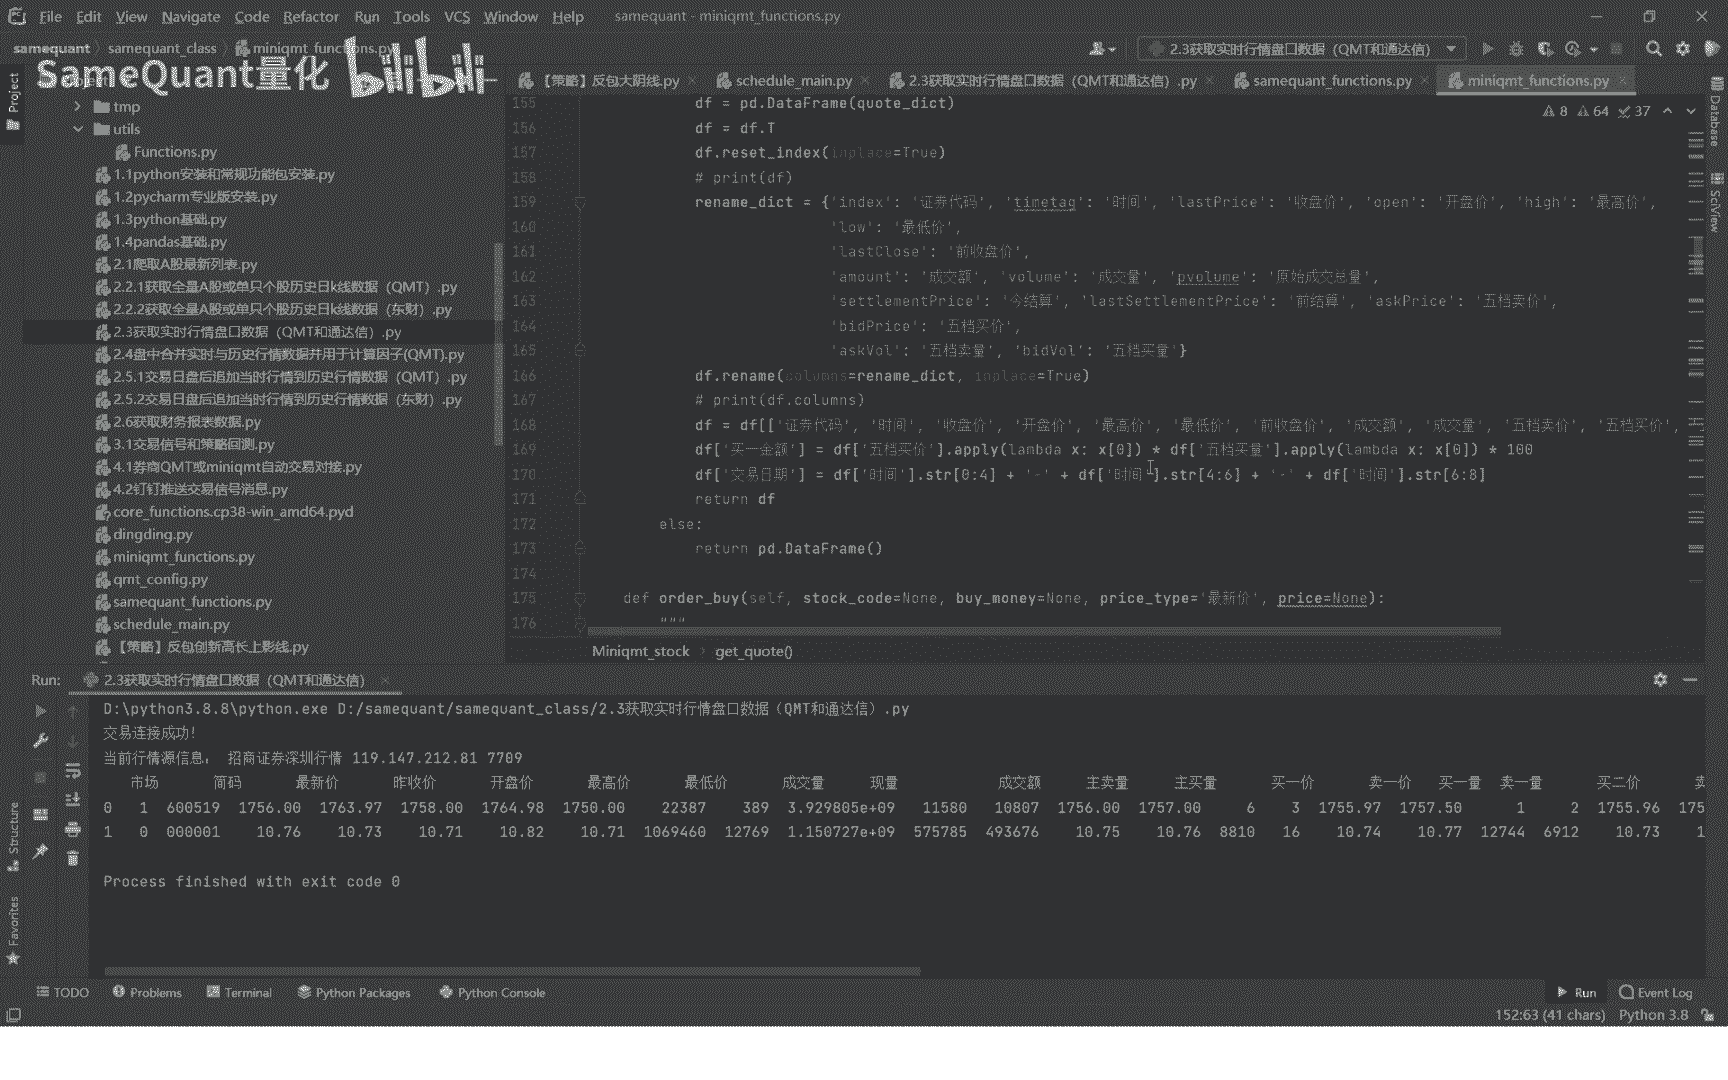 File Edit View Navigate Code Refactor Run Tools VCS Window Help samequant - miniqmt_functions.py
samequant samequant_class miniqmt_functions.py 2.3获取实时行情盘口数据（QMT和通达信）
SameQuant量化 bilibili
【策略】反包大阴线.py schedule_main.py 2.3获取实时行情盘口数据（QMT和通达信）.py samequant_functions.py miniqmt_functions.py
Project
Database
SciView
tmp
utils
Functions.py
1.1python安装和常规功能包安装.py
1.2pycharm专业版安装.py
1.3python基础.py
1.4pandas基础.py
2.1爬取A股最新列表.py
2.2.1获取全量A股或单只个股历史日k线数据（QMT）.py
2.2.2获取全量A股或单只个股历史日k线数据（东财）.py
2.3获取实时行情盘口数据（QMT和通达信）.py
2.4盘中合并实时与历史行情数据并用于计算因子(QMT).py
2.5.1交易日盘后追加当时行情到历史行情数据（QMT）.py
2.5.2交易日盘后追加当时行情到历史行情数据（东财）.py
2.6获取财务报表数据.py
3.1交易信号和策略回测.py
4.1券商QMT或miniqmt自动交易对接.py
4.2钉钉推送交易信号消息.py
core_functions.cp38-win_amd64.pyd
dingding.py
miniqmt_functions.py
qmt_config.py
samequant_functions.py
schedule_main.py
【策略】反包创新高长上影线.py
8 64 37
155 df = pd.DataFrame(quote_dict)
156 df = df.T
157 df.reset_index(inplace=True)
158 # print(df)
159 rename_dict = {'index': '证券代码', 'timetag': '时间', 'lastPrice': '收盘价', 'open': '开盘价', 'high': '最高价',
160 'low': '最低价',
161 'lastClose': '前收盘价',
162 'amount': '成交额', 'volume': '成交量', 'pvolume': '原始成交总量',
163 'settlementPrice': '今结算', 'lastSettlementPrice': '前结算', 'askPrice': '五档卖价',
164 'bidPrice': '五档买价',
165 'askVol': '五档卖量', 'bidVol': '五档买量'}
166 df.rename(columns=rename_dict, inplace=True)
167 # print(df.columns)
168 df = df[['证券代码', '时间', '收盘价', '开盘价', '最高价', '最低价', '前收盘价', '成交额', '成交量', '五档卖价', '五档买价',
169 df['买一金额'] = df['五档买价'].apply(lambda x: x[0]) * df['五档买量'].apply(lambda x: x[0]) * 100
170 df['交易日期'] = df['时间'].str[0:4] + '-' + df['时间'].str[4:6] + '-' + df['时间'].str[6:8]
171 return df
172 else:
173 return pd.DataFrame()
174
175 def order_buy(self, stock_code=None, buy_money=None, price_type='最新价', price=None):
176 """
Miniqmt_stock get_quote()
Run: 2.3获取实时行情盘口数据（QMT和通达信）
D:\python3.8.8\python.exe D:/samequant/samequant_class/2.3获取实时行情盘口数据（QMT和通达信）.py
交易连接成功!
当前行情源信息: 招商证券深圳行情 119.147.212.81 7709
市场 简码 最新价 昨收价 开盘价 最高价 最低价 成交量 现量 成交额 主卖量 主买量 买一价 卖一价 买一量 卖一量 买二价
0 1 600519 1756.00 1763.97 1758.00 1764.98 1750.00 22387 389 3.929805e+09 11580 10807 1756.00 1757.00 6 3 1755.97 1757.50 1 2 1755.96 175
1 0 000001 10.76 10.73 10.71 10.82 10.71 1069460 12769 1.150727e+09 575785 493676 10.75 10.76 8810 16 10.74 10.77 12744 6912 10.73 1
Process finished with exit code 0
Structure
Favorites
TODO Problems Terminal Python Packages Python Console Run Event Log
152:63 (41 chars) Python 3.8